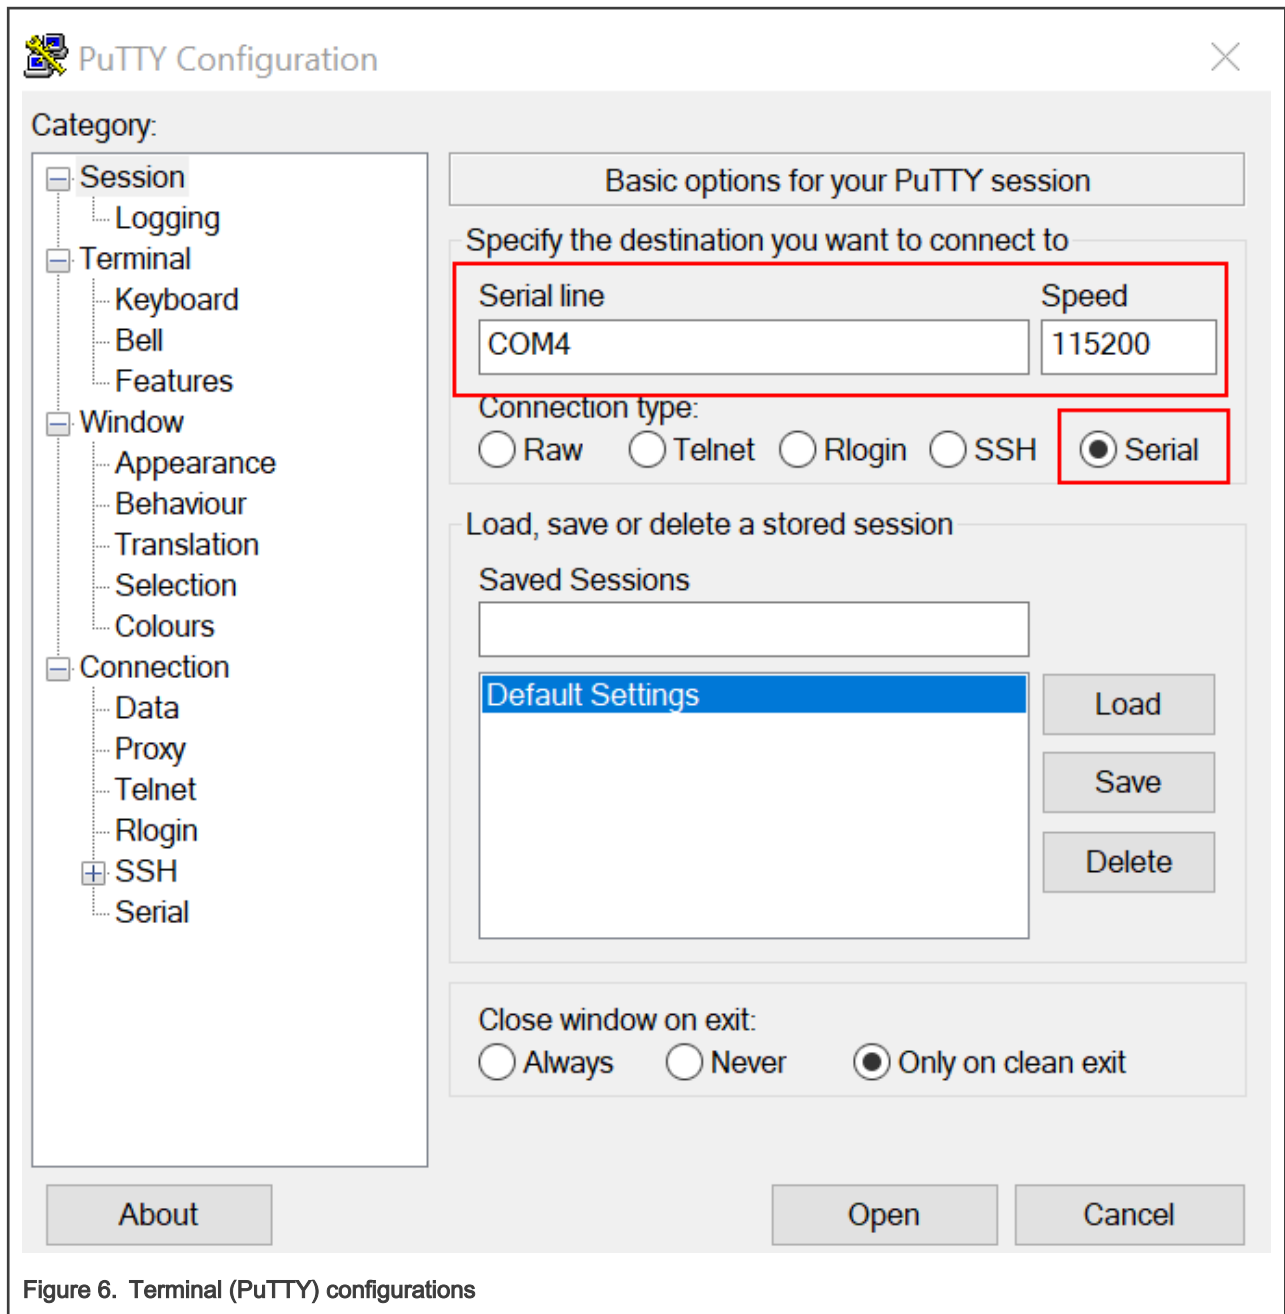 PuTTY Configuration
Category:
Session
Logging
Terminal
Keyboard
Bell
Features
Window
Appearance
Behaviour
Translation
Selection
Colours
Connection
Data
Proxy
Telnet
Rlogin
SSH
Serial
Basic options for your PuTTY session
Specify the destination you want to connect to
Serial line Speed
COM4 115200
Connection type:
Raw Telnet Rlogin SSH Serial
Load, save or delete a stored session
Saved Sessions
Default Settings
Load
Save
Delete
Close window on exit:
Always Never Only on clean exit
About Open Cancel
Figure 6. Terminal (PuTTY) configurations